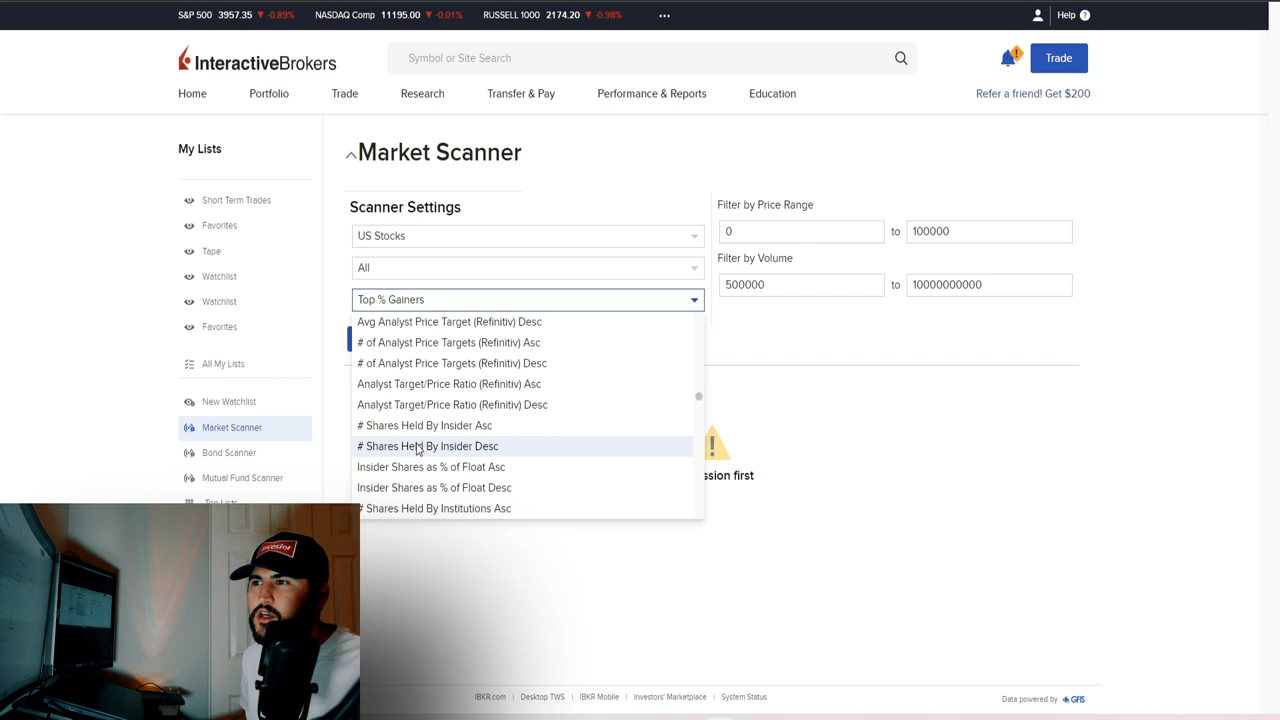 S&P 500 3957.35 ▼ -0.89% NASDAQ Comp 11195.00 ▼ -0.01% RUSSELL 1000 2174.20 ▼ -0.98% ••• Help ?
InteractiveBrokers
Symbol or Site Search
Trade
Home Portfolio Trade Research Transfer & Pay Performance & Reports Education Refer a friend! Get $200
My Lists
Short Term Trades
Favorites
Tape
Watchlist
Watchlist
Favorites
All My Lists
New Watchlist
Market Scanner
Bond Scanner
Mutual Fund Scanner
Top Lists
Market Scanner
Scanner Settings
US Stocks
All
Top % Gainers
Avg Analyst Price Target (Refinitiv) Desc
# of Analyst Price Targets (Refinitiv) Asc
# of Analyst Price Targets (Refinitiv) Desc
Analyst Target/Price Ratio (Refinitiv) Asc
Analyst Target/Price Ratio (Refinitiv) Desc
# Shares Held By Insider Asc
# Shares Held By Insider Desc
Insider Shares as % of Float Asc
Insider Shares as % of Float Desc
# Shares Held By Institutions Asc
Filter by Price Range
0 to 100000
Filter by Volume
500000 to 10000000000
ssion first
investor
IBKR.com | Desktop TWS | IBKR Mobile | Investors' Marketplace | System Status
Data powered by GFIS